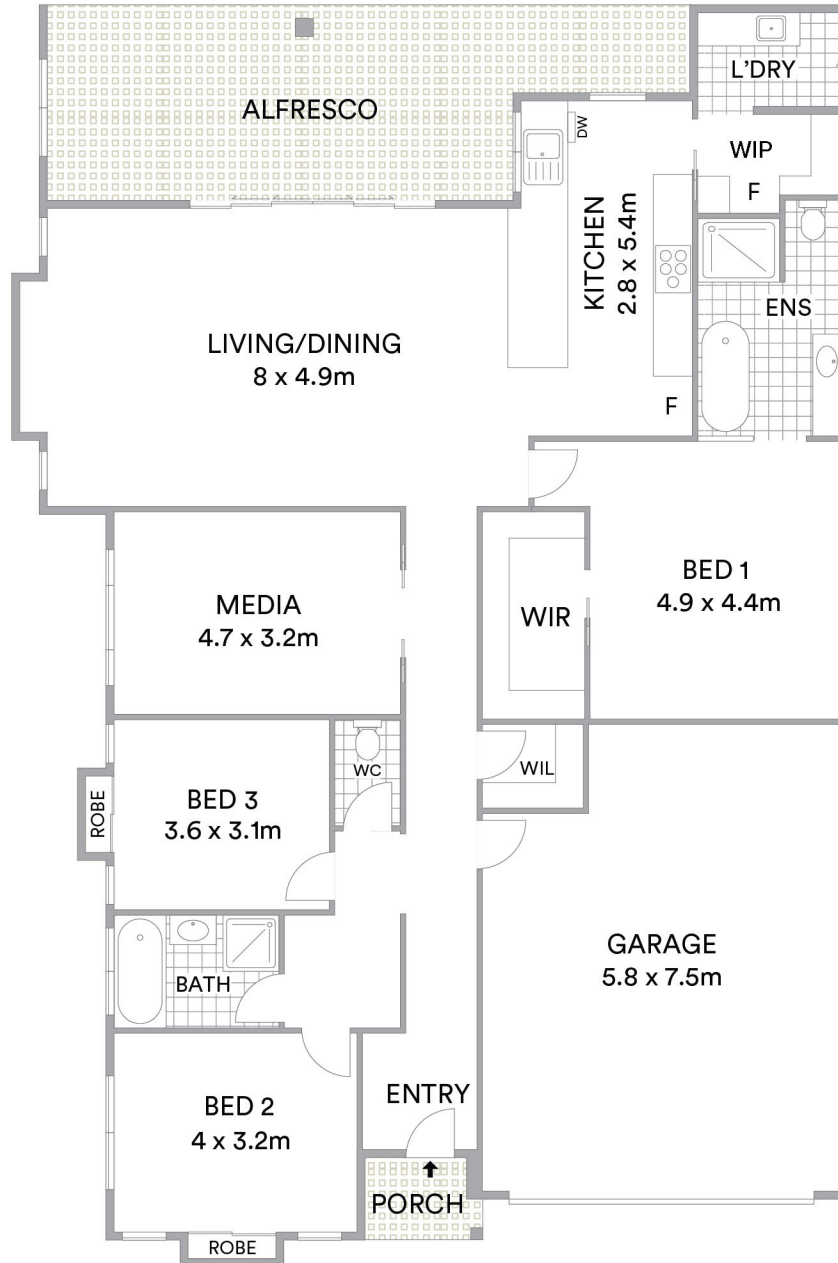 L'DRY
ALFRESCO
DW
WIP
F
KITCHEN
2.8 x 5.4m
ENS
LIVING/DINING
8 x 4.9m
F
BED 1
4.9 x 4.4m
MEDIA
4.7 x 3.2m
WIR
WC
WIL
BED 3
3.6 x 3.1m
ROBE
GARAGE
5.8 x 7.5m
BATH
ENTRY
BED 2
4 x 3.2m
PORCH
ROBE